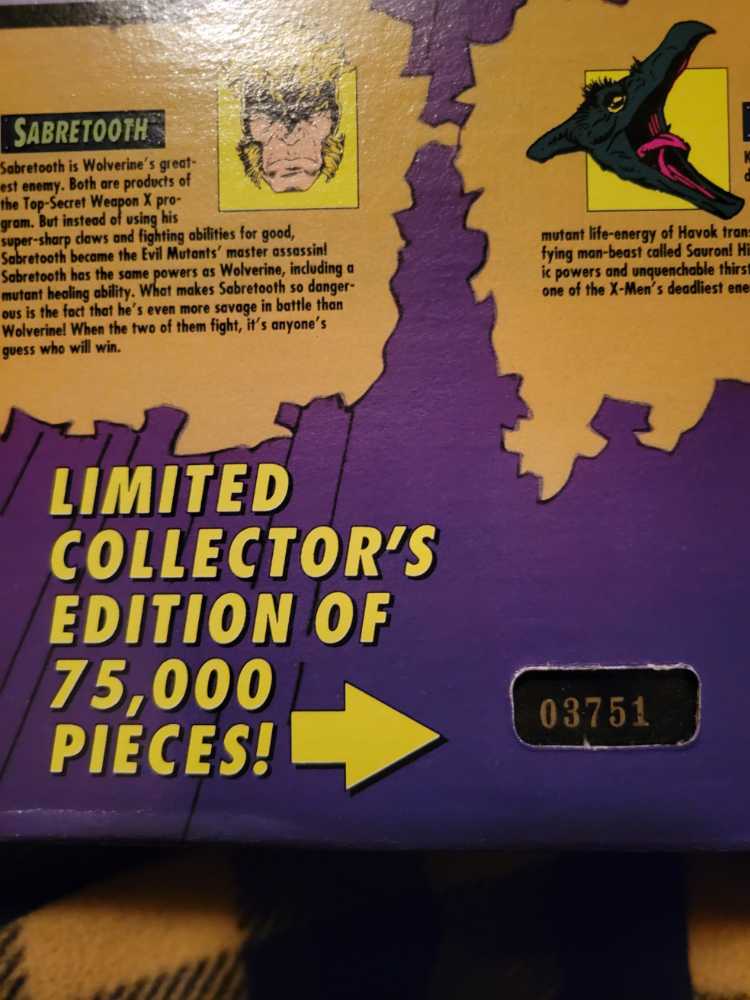 SABRETOOTH
Sabretooth is Wolverine's great-
est enemy. Both are products of
the Top-Secret Weapon X pro-
gram. But instead of using his
super-sharp claws and fighting abilities for good,
Sabretooth became the Evil Mutants' master assassin!
Sabretooth has the same powers as Wolverine, including a
mutant healing ability. What makes Sabretooth so danger-
ous is the fact that he's even more savage in battle than
Wolverine! When the two of them fight, it's anyone's
guess who will win.
mutant life-energy of Havok trans
fying man-beast called Sauron! Hi
ic powers and unquenchable thirst
one of the X-Men's deadliest ene
LIMITED
COLLECTOR'S
EDITION OF
75,000
PIECES!
03751